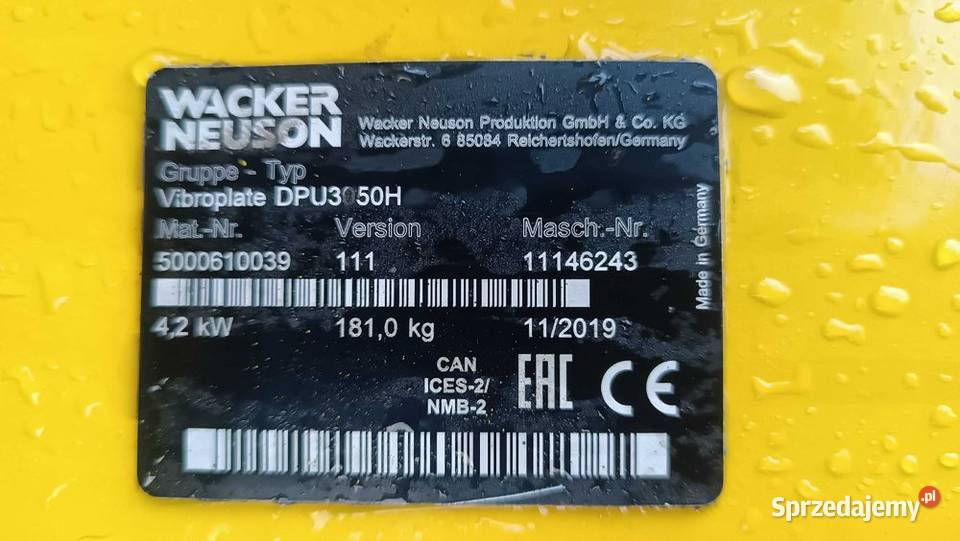 WACKER
NEUSON
Wacker Neuson Produktion GmbH & Co. KG
Wackerstr. 6 85084 Reichertshofen/Germany
Gruppe - Typ
Vibroplate DPU3050H
Mat.-Nr. Version Masch.-Nr.
5000610039 111 11146243
4,2 kW 181,0 kg 11/2019
Made in Germany
CAN
ICES-2/
NMB-2
EAC CE
Sprzedajemy.pl